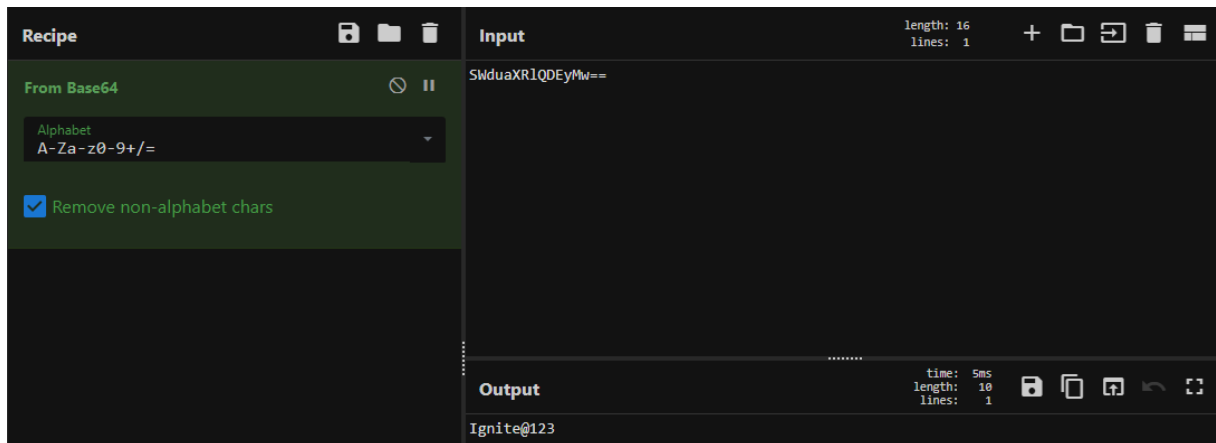 Recipe
From Base64
Alphabet
A-Za-z0-9+/=
Remove non-alphabet chars
Input
length: 16
lines: 1
SWduaXRlQDEyMw==
Output
time: 5ms
length: 10
lines: 1
Ignite@123